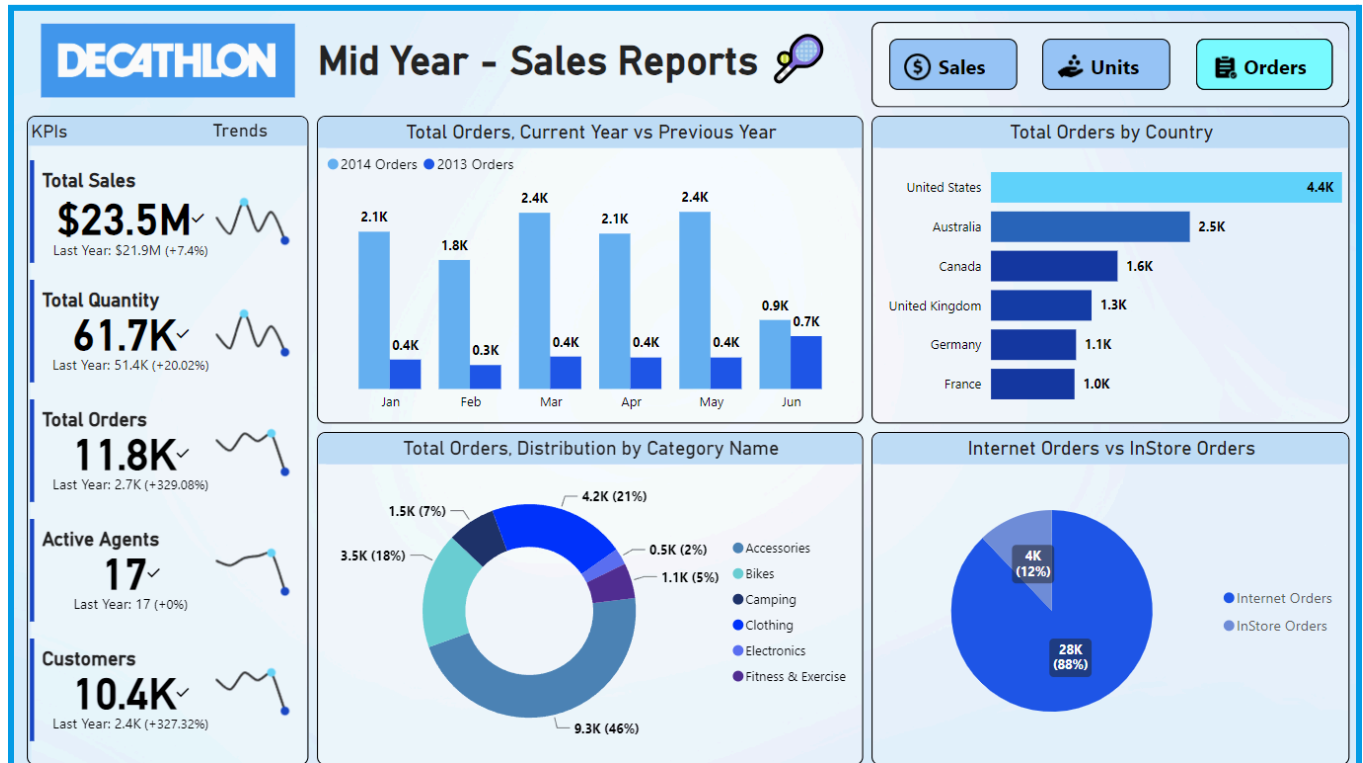 DECATHLON
Mid Year - Sales Reports
Sales
Units
Orders
KPIs
Trends
Total Sales
$23.5M
Last Year: $21.9M (+7.4%)
Total Quantity
61.7K
Last Year: 51.4K (+20.02%)
Total Orders
11.8K
Last Year: 2.7K (+329.08%)
Active Agents
17
Last Year: 17 (+0%)
Customers
10.4K
Last Year: 2.4K (+327.32%)
Total Orders, Current Year vs Previous Year
2014 Orders
2013 Orders
2.1K
0.4K
1.8K
0.3K
2.4K
0.4K
2.1K
0.4K
2.4K
0.4K
0.9K
0.7K
Jan
Feb
Mar
Apr
May
Jun
Total Orders by Country
United States
4.4K
Australia
2.5K
Canada
1.6K
United Kingdom
1.3K
Germany
1.1K
France
1.0K
Total Orders, Distribution by Category Name
4.2K (21%)
1.5K (7%)
3.5K (18%)
0.5K (2%)
1.1K (5%)
9.3K (46%)
Accessories
Bikes
Camping
Clothing
Electronics
Fitness & Exercise
Internet Orders vs InStore Orders
4K
(12%)
28K
(88%)
Internet Orders
InStore Orders